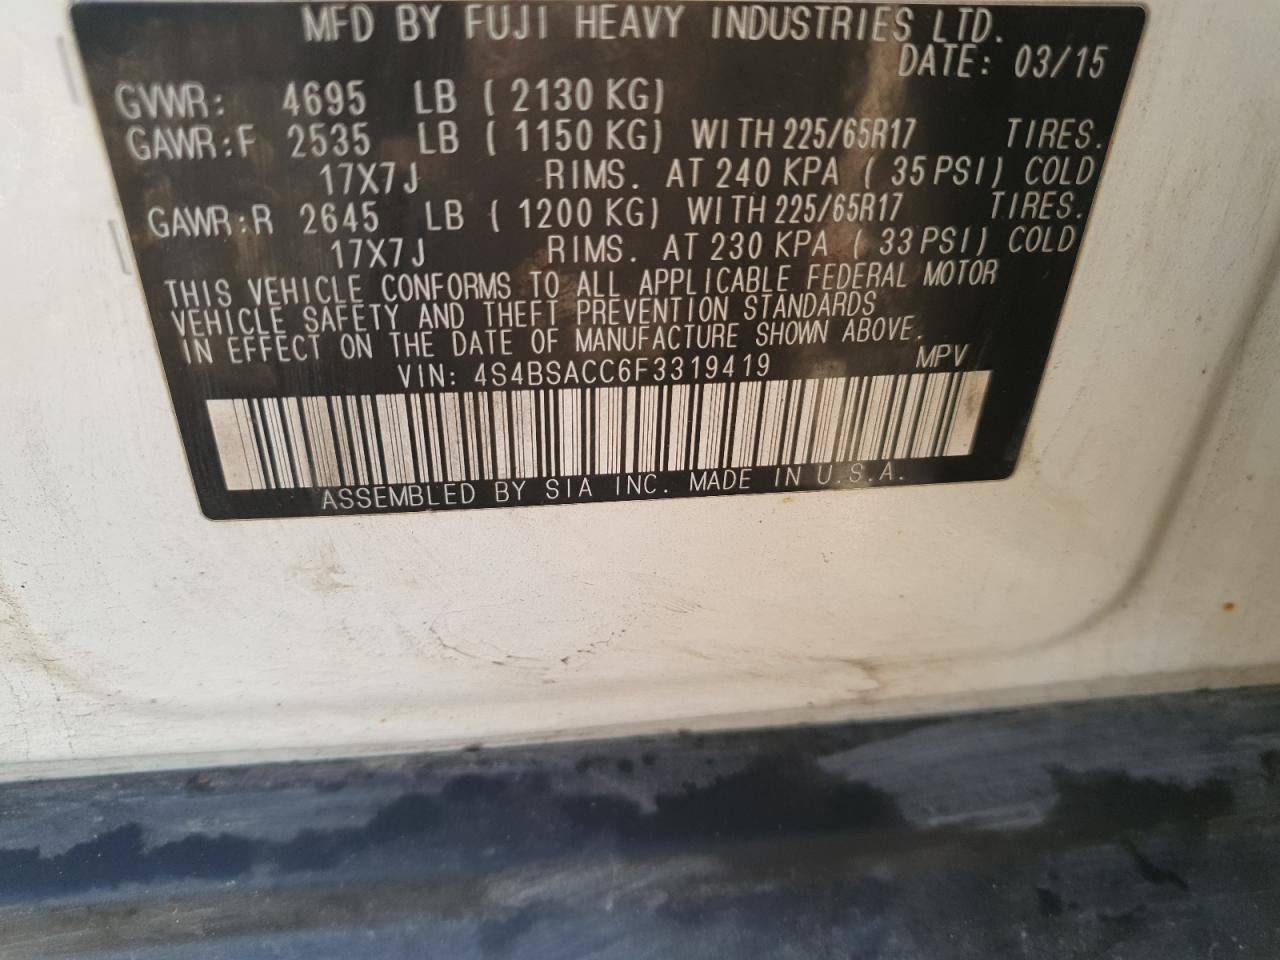 MFD BY FUJI HEAVY INDUSTRIES LTD.
DATE: 03/15
GVWR: 4695 LB ( 2130 KG)
GAWR:F 2535 LB ( 1150 KG) WITH 225/65R17 TIRES.
17X7J RIMS. AT 240 KPA ( 35 PSI) COLD
GAWR:R 2645 LB ( 1200 KG) WITH 225/65R17 TIRES.
17X7J RIMS. AT 230 KPA ( 33 PSI) COLD
THIS VEHICLE CONFORMS TO ALL APPLICABLE FEDERAL MOTOR
VEHICLE SAFETY AND THEFT PREVENTION STANDARDS
IN EFFECT ON THE DATE OF MANUFACTURE SHOWN ABOVE.
VIN: 4S4BSACC6F3319419 MPV
ASSEMBLED BY SIA INC. MADE IN U.S.A.